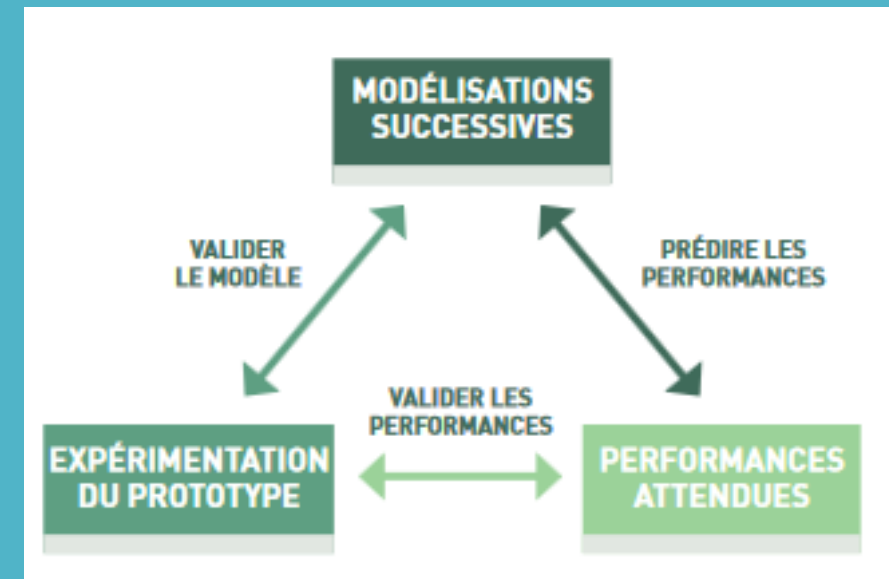 MODÉLISATIONS
SUCCESSIVES
VALIDER
LE MODÈLE
PRÉDIRE LES
PERFORMANCES
VALIDER LES
PERFORMANCES
EXPÉRIMENTATION
DU PROTOTYPE
PERFORMANCES
ATTENDUES